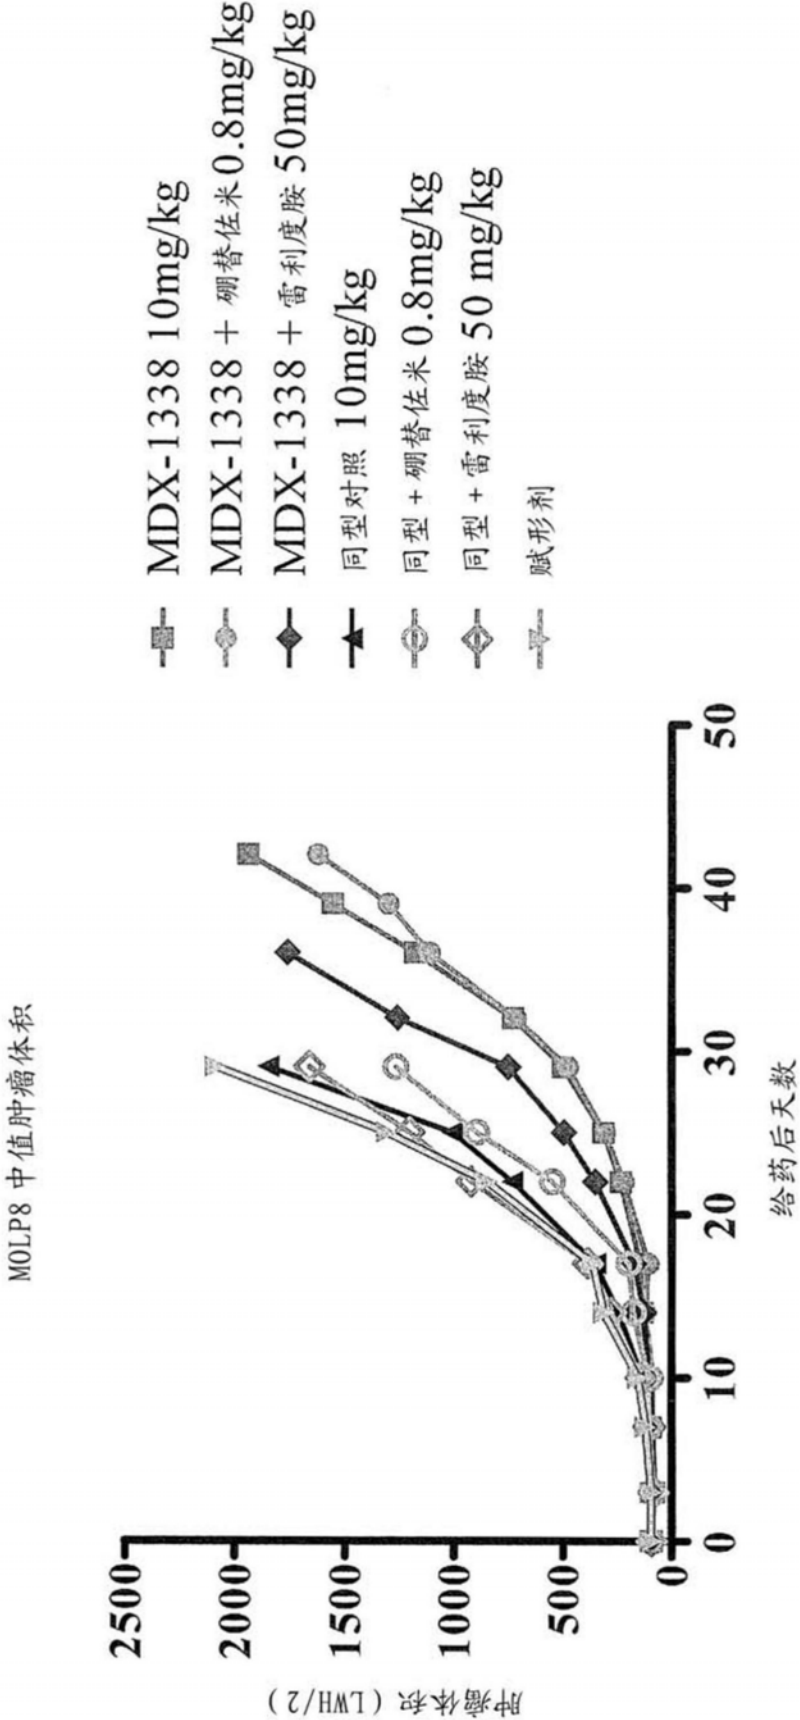 MOLP8 中值肿瘤体积
肿瘤体积 (LWH/2)
2500
2000
1500
1000
500
0
0
10
20
30
40
50
给药后天数
MDX-1338 10mg/kg
MDX-1338 + 硼替佐米 0.8mg/kg
MDX-1338 + 雷利度胺 50mg/kg
同型对照 10mg/kg
同型 + 硼替佐米 0.8mg/kg
同型 + 雷利度胺 50 mg/kg
赋形剂